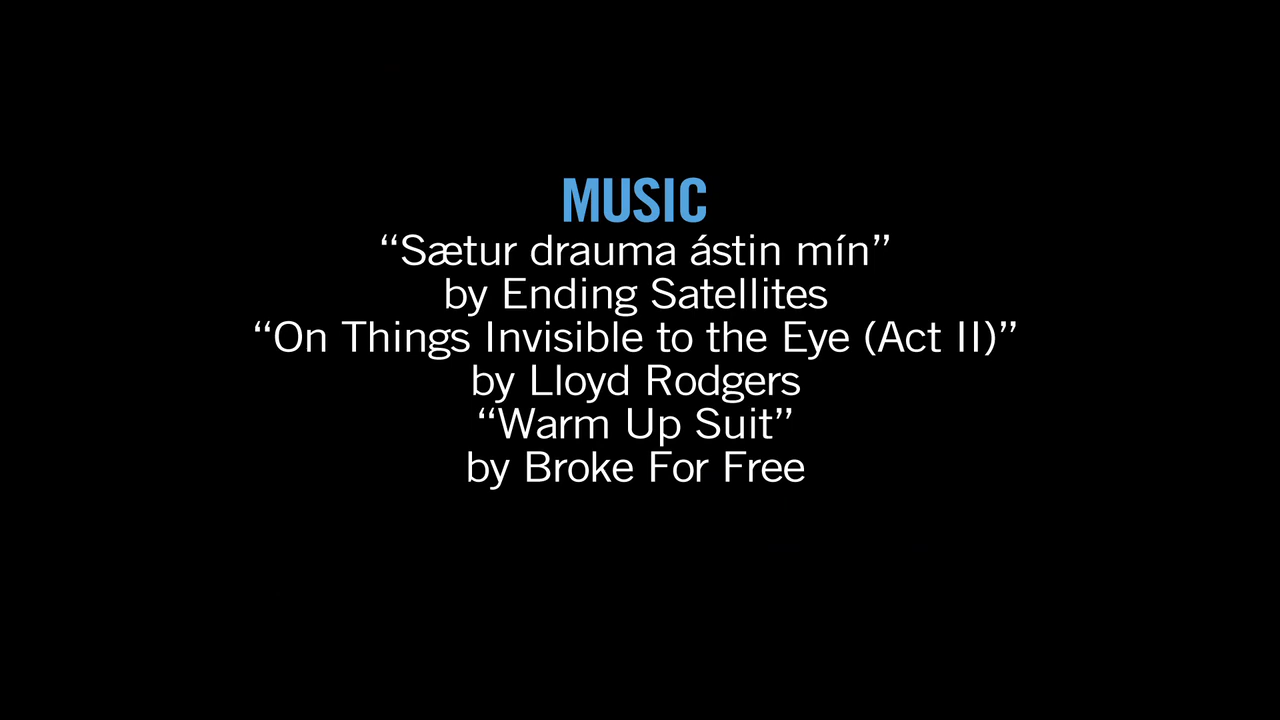 MUSIC
“Sætur drauma ástin mín”
by Ending Satellites
“On Things Invisible to the Eye (Act II)”
by Lloyd Rodgers
“Warm Up Suit”
by Broke For Free